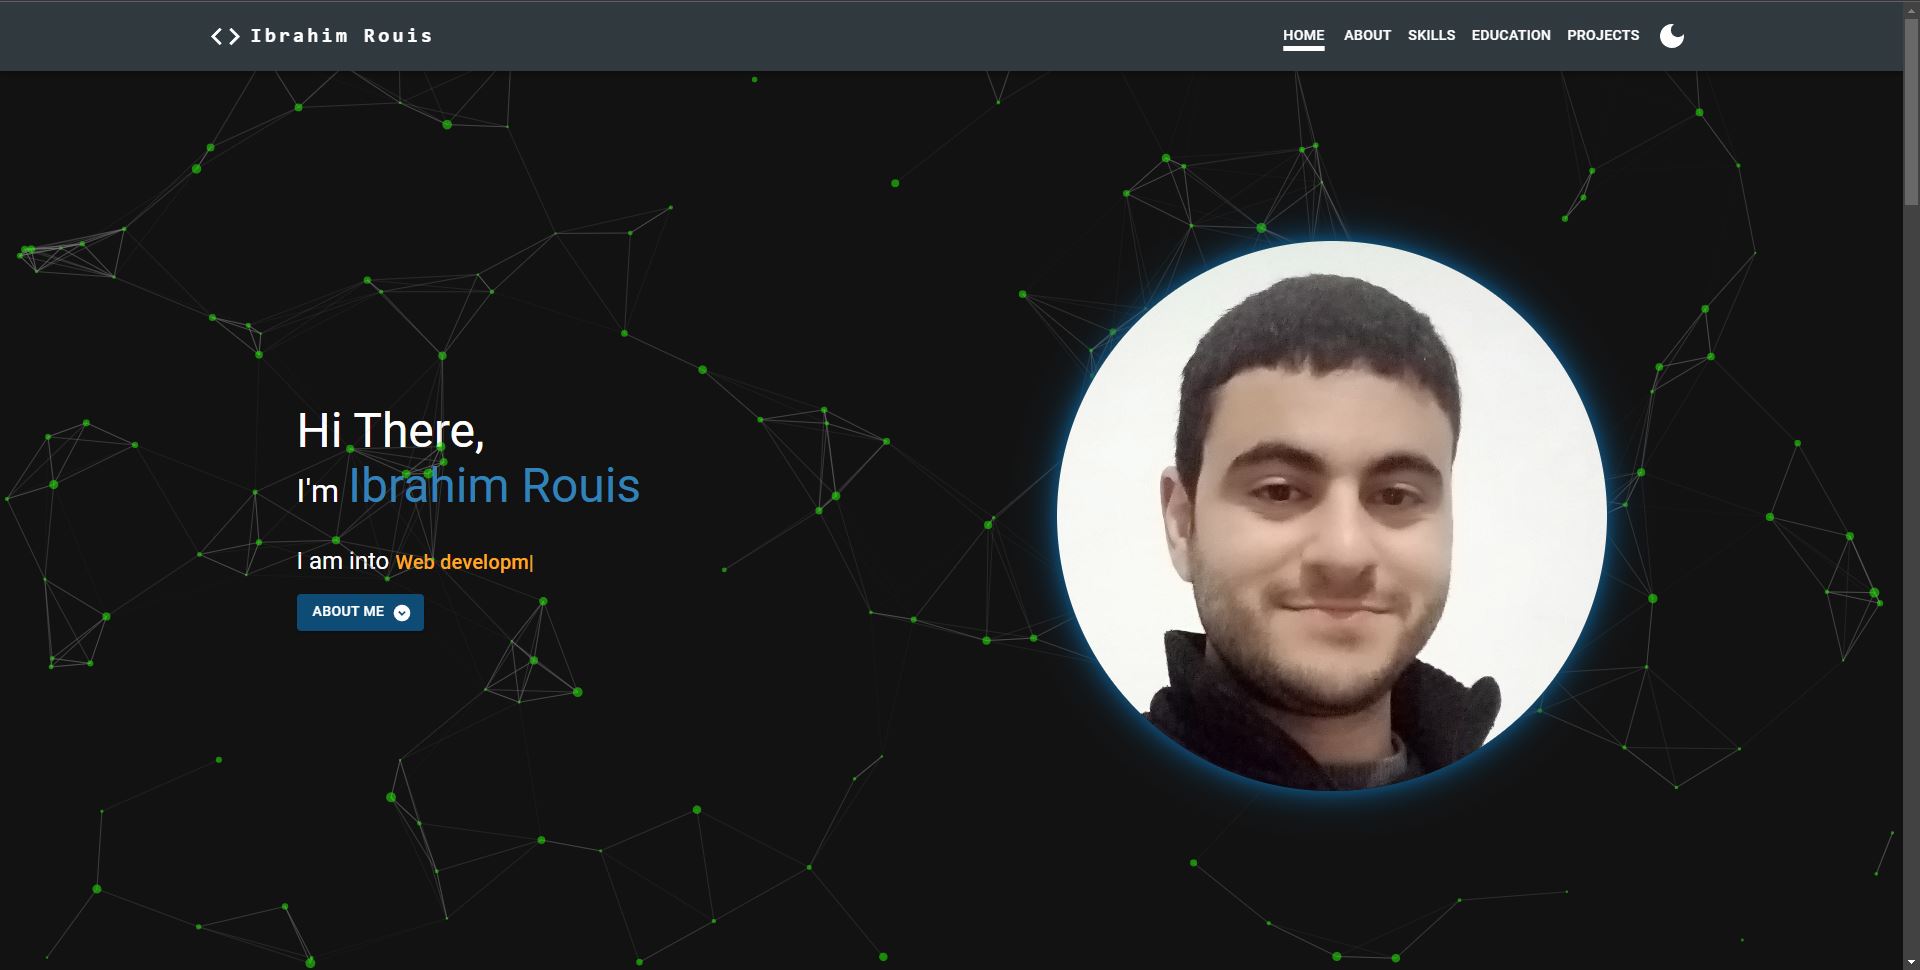 Ibrahim Rouis
HOME ABOUT SKILLS EDUCATION PROJECTS
Hi There,
I'm Ibrahim Rouis
I am into Web developm|
ABOUT ME